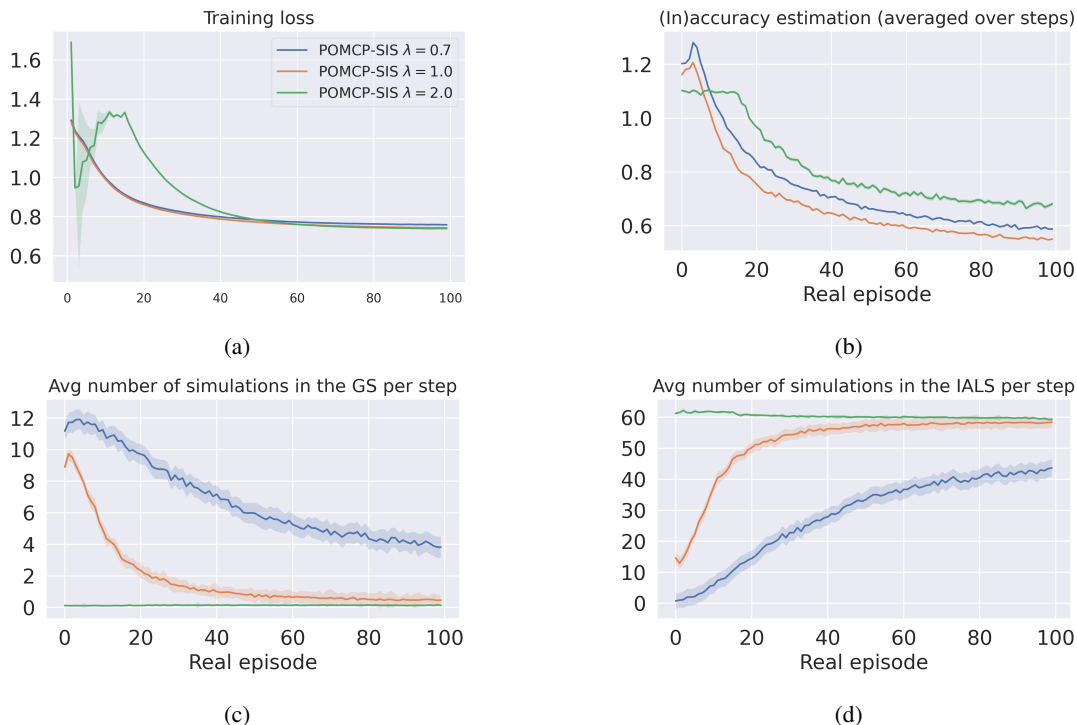 Training loss
1.6
1.4
1.2
1.0
0.8
0.6
POMCP-SIS λ = 0.7
POMCP-SIS λ = 1.0
POMCP-SIS λ = 2.0
0 20 40 60 80 100
(a)
(In)accuracy estimation (averaged over steps)
1.2
1.0
0.8
0.6
0 20 40 60 80 100
Real episode
(b)
Avg number of simulations in the GS per step
12
10
8
6
4
2
0
0 20 40 60 80 100
Real episode
(c)
Avg number of simulations in the IALS per step
60
50
40
30
20
10
0
0 20 40 60 80 100
Real episode
(d)